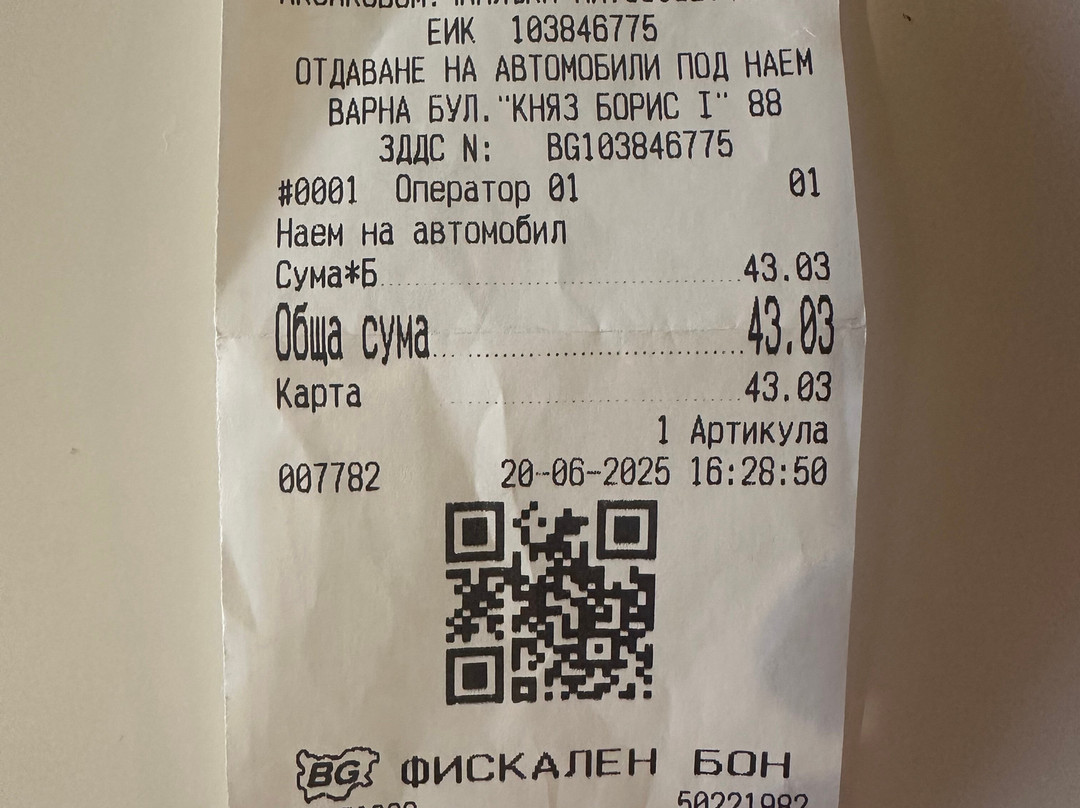 ЕИК 103846775
ОТДАВАНЕ НА АВТОМОБИЛИ ПОД НАЕМ
ВАРНА БУЛ."КНЯЗ БОРИС I" 88
ЗДДС N: BG103846775
#0001 Оператор 01 01
Наем на автомобил
Сума*Б 43.03
Обща сума 43.03
Карта 43.03
1 Артикула
007782 20-06-2025 16:28:50
BG ФИСКАЛЕН БОН
50221982